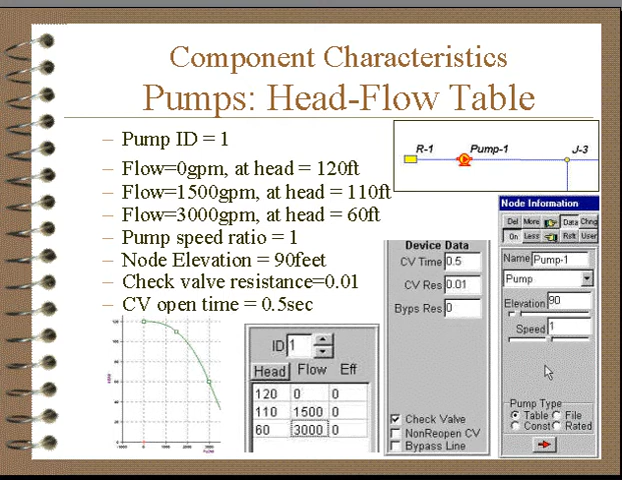 Component Characteristics
Pumps: Head-Flow Table
– Pump ID = 1
– Flow=0gpm, at head = 120ft
– Flow=1500gpm, at head = 110ft
– Flow=3000gpm, at head = 60ft
– Pump speed ratio = 1
– Node Elevation = 90feet
– Check valve resistance=0.01
– CV open time = 0.5sec
R-1 Pump-1 J-3
ID 1
Head Flow Eff
120 0 0
110 1500 0
60 3000 0
Device Data
CV Time 0.5
CV Res 0.01
Byps Res 0
Check Valve
NonReopen CV
Bypass Line
Node Information
Del More Data Chng
On Less Rslt User
Name Pump-1
Pump
Elevation 90
Speed 1
Pump Type
Table File
Const Rated